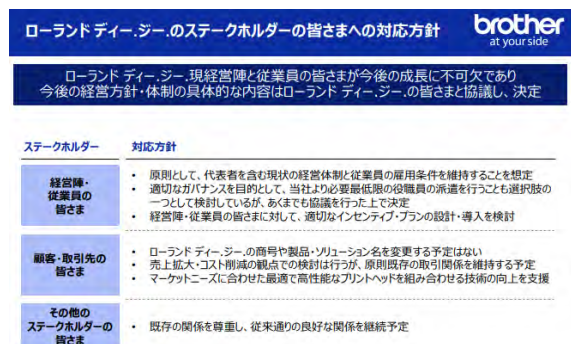 ローランド ディー.ジー.のステークホルダーの皆さまへの対応方針
brother
at your side
ローランド ディー.ジー.現経営陣と従業員の皆さまが今後の成長に不可欠であり
今後の経営方針・体制の具体的な内容はローランド ディー.ジー.の皆さまと協議し、決定
ステークホルダー 対応方針
経営陣・
従業員の
皆さま
• 原則として、代表者を含む現状の経営体制と従業員の雇用条件を維持することを想定
• 適切なガバナンスを目的として、当社より必要最低限の役職員の派遣を行うことも選択肢の
一つとして検討しているが、あくまでも協議を行った上で決定
• 経営陣・従業員の皆さまに対して、適切なインセンティブ・プランの設計・導入を検討
顧客・取引先の
皆さま
• ローランド ディー.ジー.の商号や製品・ソリューション名を変更する予定はない
• 売上拡大・コスト削減の観点での検討は行うが、原則既存の取引関係を維持する予定
• マーケットニーズに合わせた最適で高性能なプリントヘッドを組み合わせる技術の向上を支援
その他の
ステークホルダーの
皆さま
• 既存の関係を尊重し、従来通りの良好な関係を継続予定